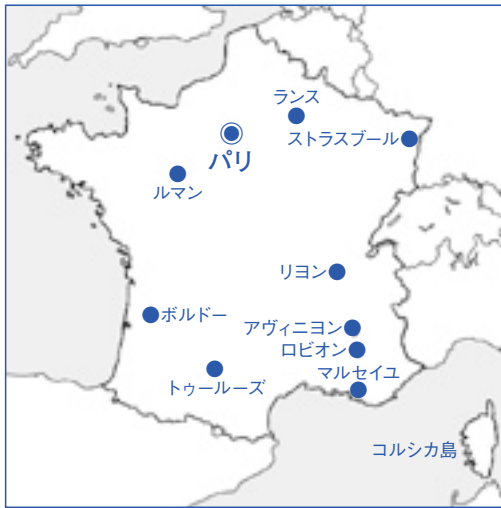 ランス
ストラスブール
パリ
ルマン
リヨン
ボルドー
アヴィニヨン
ロビオン
マルセイユ
トゥールーズ
コルシカ島